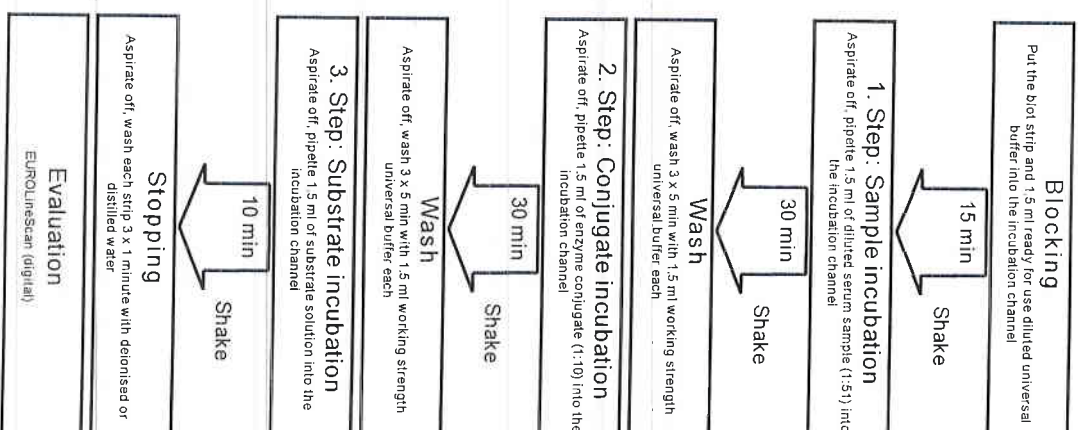 Blocking
Put the blot strip and 1.5 ml ready for use diluted universal
buffer into the incubation channel
15 min
Shake
1. Step: Sample incubation
Aspirate off, pipette 1.5 ml of diluted serum sample (1:51) into
the incubation channel
30 min
Shake
Wash
Aspirate off, wash 3 x 5 min with 1.5 ml working strength
universal buffer each
2. Step: Conjugate incubation
Aspirate off, pipette 1.5 ml of enzyme conjugate (1:10) into the
incubation channel
30 min
Shake
Wash
Aspirate off, wash 3 x 5 min with 1.5 ml working strength
universal buffer each
3. Step: Substrate incubation
Aspirate off, pipette 1.5 ml of substrate solution into the
incubation channel
10 min
Shake
Stopping
Aspirate off, wash each strip 3 x 1 minute with deionised or
distilled water
Evaluation
EUROLineScan (digital)